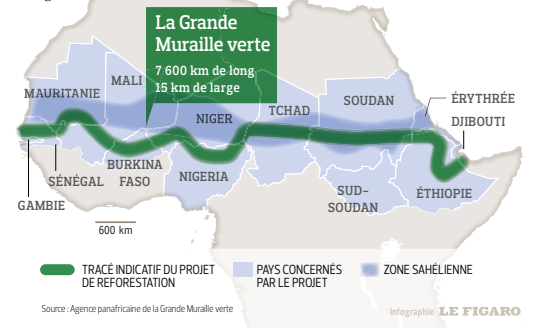 La Grande
Muraille verte
7 600 km de long
15 km de large
MAURITANIE
MALI
NIGER
TCHAD
SOUDAN
ÉRYTHRÉE
DJIBOUTI
SÉNÉGAL
GAMBIE
BURKINA
FASO
NIGERIA
SUD-
SOUDAN
ÉTHIOPIE
600 km
TRACÉ INDICATIF DU PROJET
DE REFORESTATION
PAYS CONCERNÉS
PAR LE PROJET
ZONE SAHÉLIENNE
Source : Agence panafricaine de la Grande Muraille verte
Infographie LE FIGARO